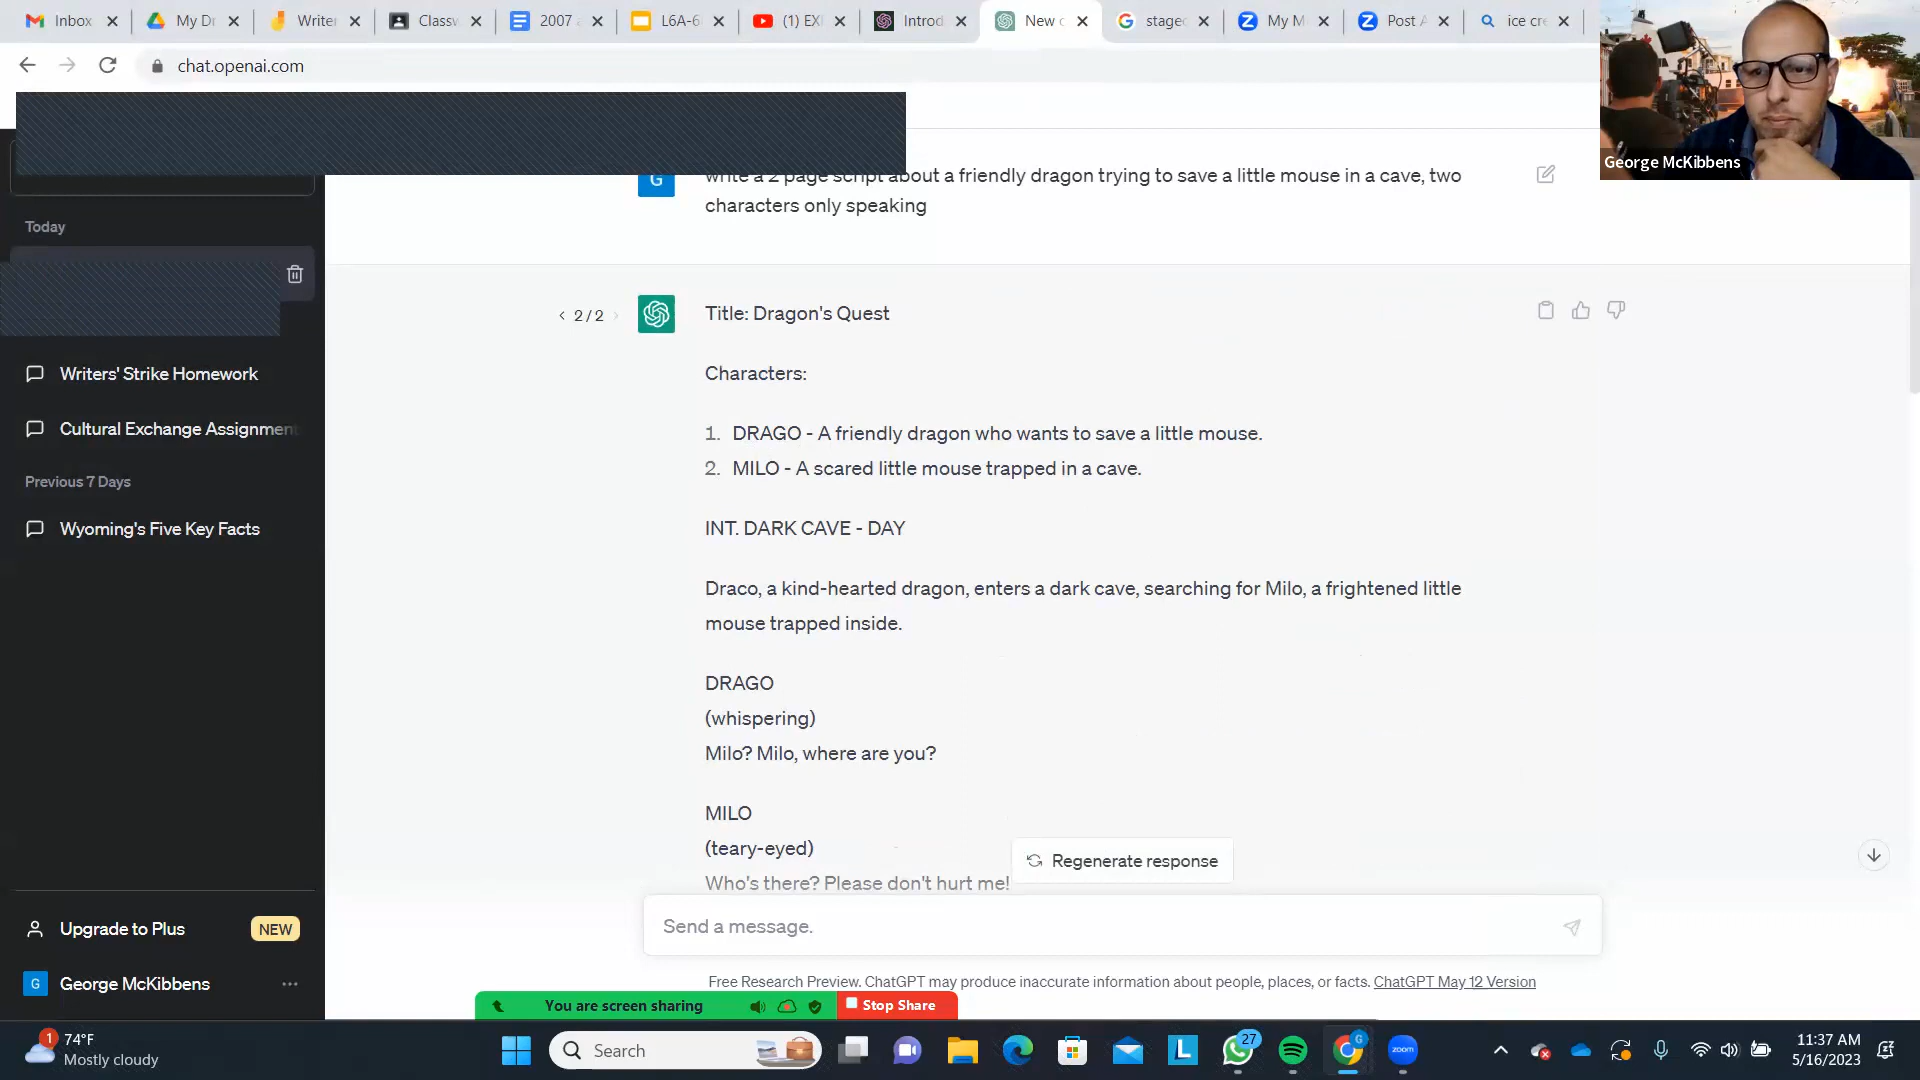 Inbox
My Dr
Writer
Classw
2007 a
L6A-6
(1) EX
Introd
New c
stagec
My M
Post A
ice cre
chat.openai.com
George McKibbens
write a 2 page script about a friendly dragon trying to save a little mouse in a cave, two
characters only speaking
G
Today
Writers' Strike Homework
Cultural Exchange Assignment
Previous 7 Days
Wyoming's Five Key Facts
< 2 / 2 >
Title: Dragon's Quest
Characters:
1. DRAGO - A friendly dragon who wants to save a little mouse.
2. MILO - A scared little mouse trapped in a cave.
INT. DARK CAVE - DAY
Draco, a kind-hearted dragon, enters a dark cave, searching for Milo, a frightened little
mouse trapped inside.
DRAGO
(whispering)
Milo? Milo, where are you?
MILO
(teary-eyed)
Who's there? Please don't hurt me!
Regenerate response
Send a message.
Free Research Preview. ChatGPT may produce inaccurate information about people, places, or facts. ChatGPT May 12 Version
Upgrade to Plus
NEW
G
George McKibbens
...
You are screen sharing
Stop Share
1
74°F
Mostly cloudy
Search
L
27
G
zoom
11:37 AM
5/16/2023